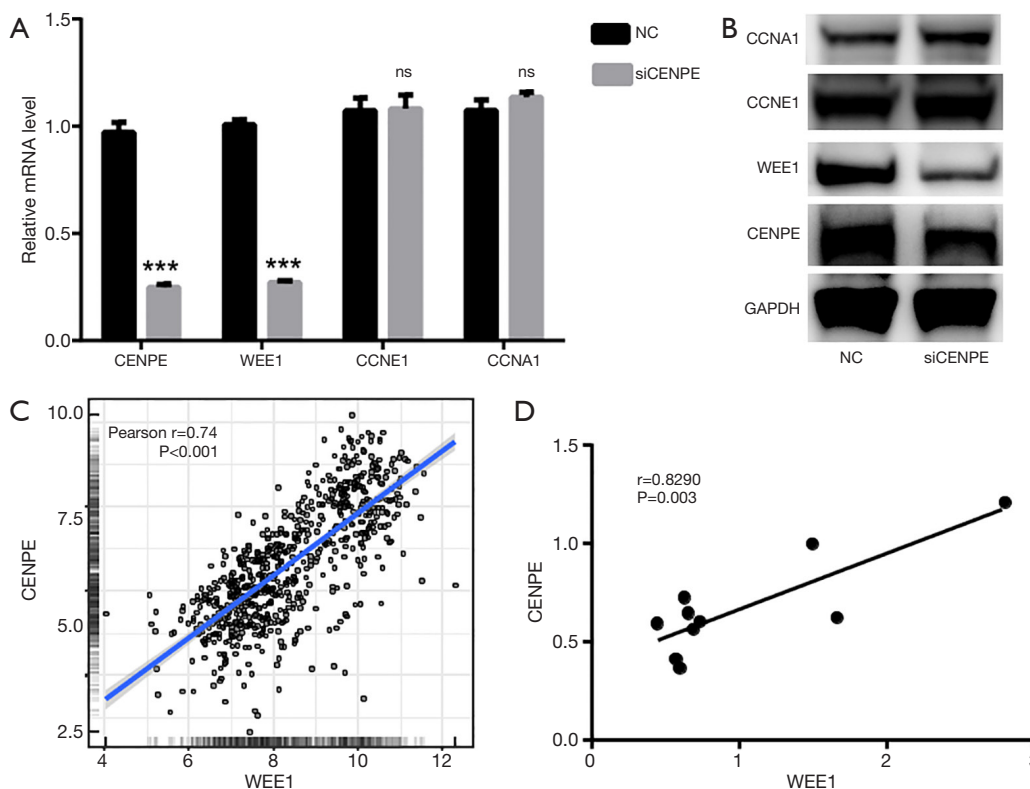 A
1.5
1.0
0.5
0.0
Relative mRNA level
NC
siCENPE
***
***
ns
ns
CENPE
WEE1
CCNE1
CCNA1
B
CCNA1
CCNE1
WEE1
CENPE
GAPDH
NC
siCENPE
C
10.0
7.5
5.0
2.5
CENPE
Pearson r=0.74
P<0.001
4
6
8
10
12
WEE1
D
1.5
1.0
0.5
0.0
CENPE
r=0.8290
P=0.003
0
1
2
WEE1